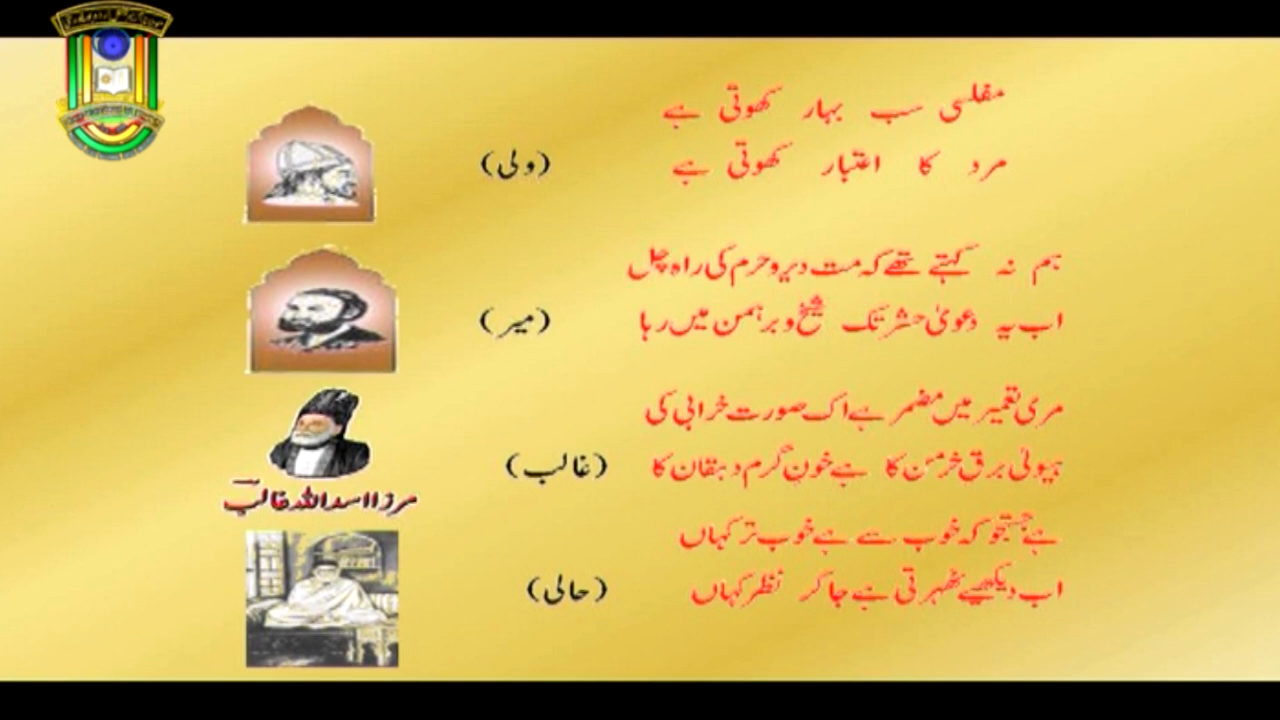 مفلسی سب بہار کھوتی ہے
مرد کا اعتبار کھوتی ہے (ولی)
ہم نہ کہتے تھے کہ مت دیر و حرم کی راہ چل
اب یہ دعویٰ حشر تک شیخ و برہمن میں رہا (میر)
مری تعمیر میں مضمر ہے اک صورت خرابی کی
ہیولیٰ برق خرمن کا ہے خونِ گرم دہقان کا (غالب)
مرزا اسد اللہ غالب
ہے جستجو کہ خوب سے ہے خوب تر کہاں
اب دیکھیے ٹھہرتی ہے جا کر نظر کہاں (حالی)